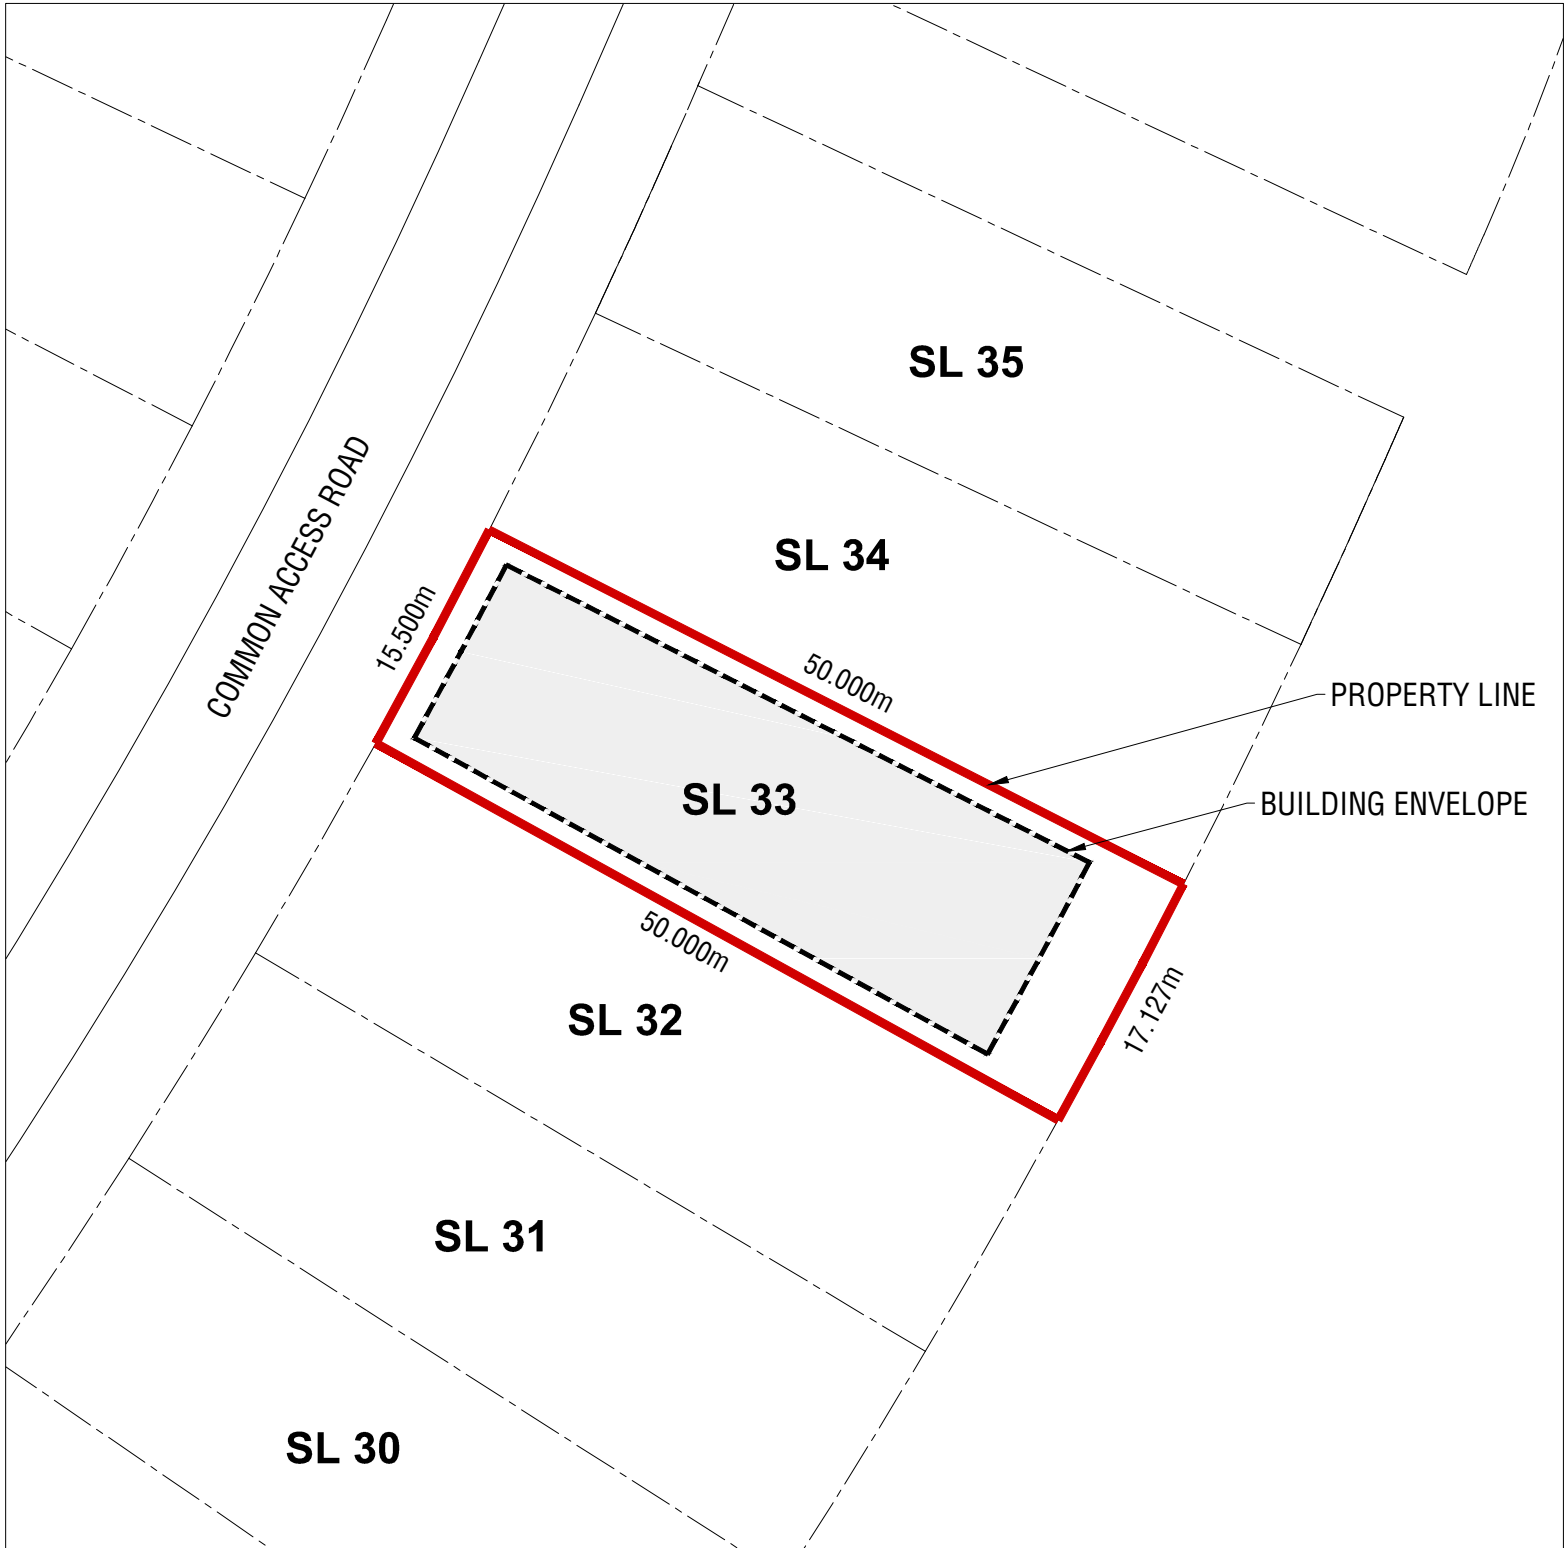 SL 35
COMMON ACCESS ROAD
SL 34
15.500m
50.000m
PROPERTY LINE
SL 33
BUILDING ENVELOPE
50.000m
17.127m
SL 32
SL 31
SL 30